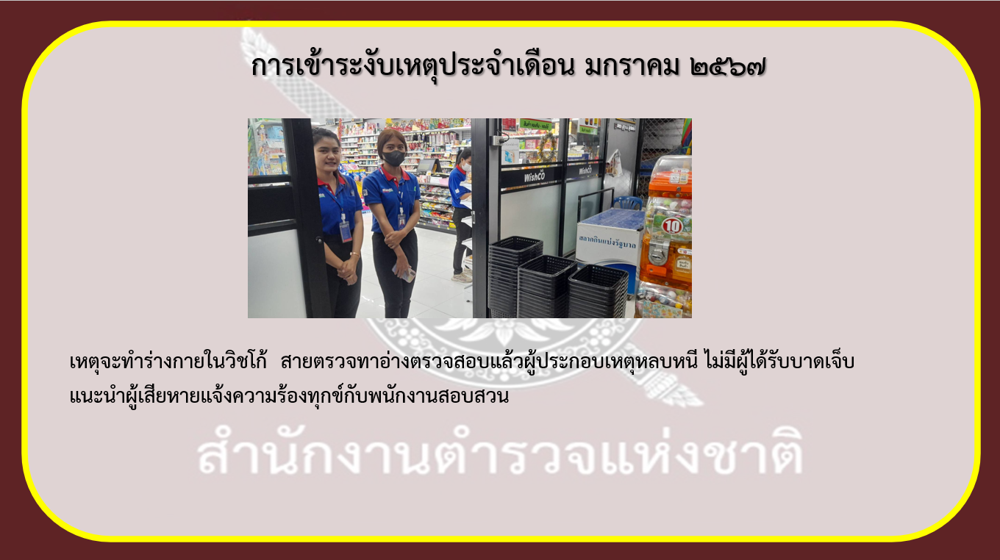 การเข้าระงับเหตุประจำเดือน มกราคม ๒๕๖๗
WishCO
WishCO
สลากกินแบ่งรัฐบาล
10
เหตุจะทำร่างกายในวิชโก้ สายตรวจทาอ่างตรวจสอบแล้วผู้ประกอบเหตุหลบหนี ไม่มีผู้ได้รับบาดเจ็บ
แนะนำผู้เสียหายแจ้งความร้องทุกข์กับพนักงานสอบสวน
สำนักงานตำรวจแห่งชาติ